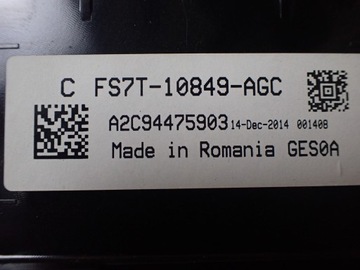 C FS7T-10849-AGC
A2C94475903 14-Dec-2014 001408
Made in Romania GES0A